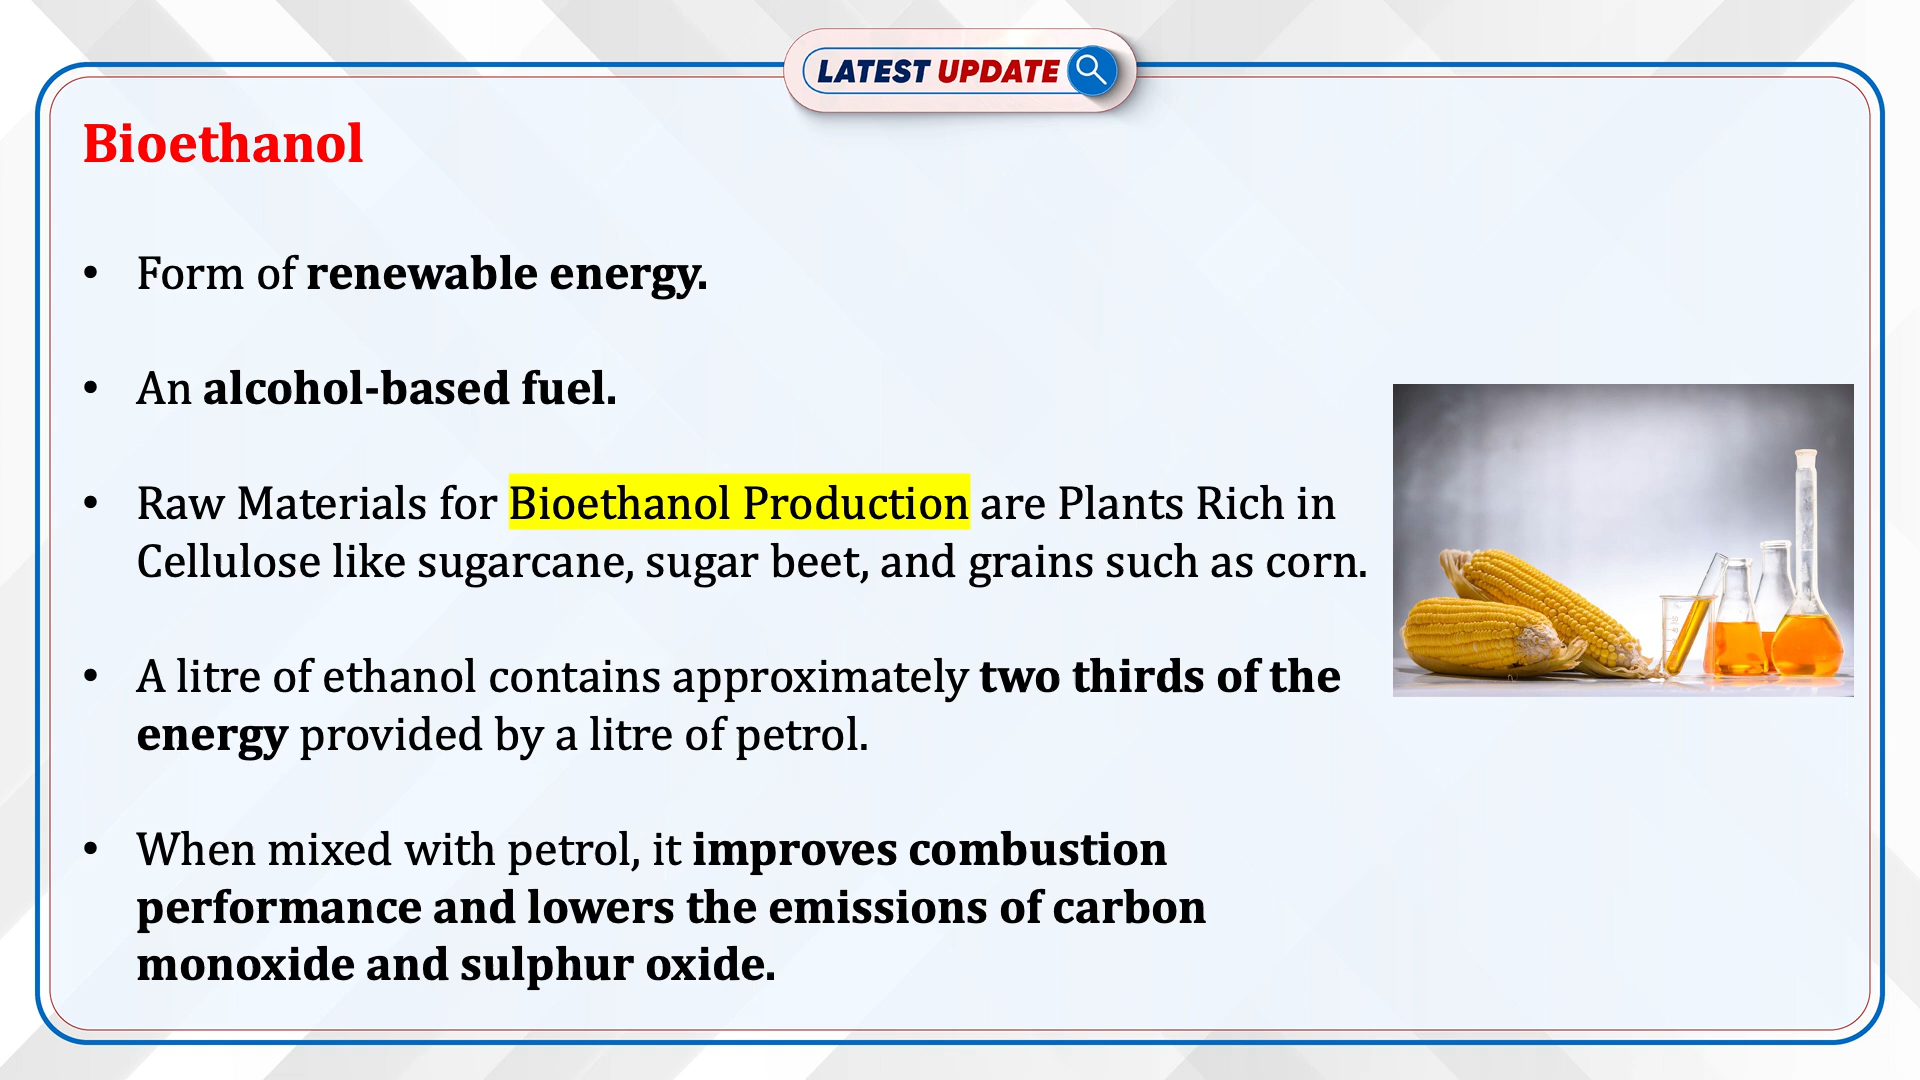 LATEST UPDATE
Bioethanol
• Form of renewable energy.
• An alcohol-based fuel.
• Raw Materials for Bioethanol Production are Plants Rich in
Cellulose like sugarcane, sugar beet, and grains such as corn.
• A litre of ethanol contains approximately two thirds of the
energy provided by a litre of petrol.
• When mixed with petrol, it improves combustion
performance and lowers the emissions of carbon
monoxide and sulphur oxide.